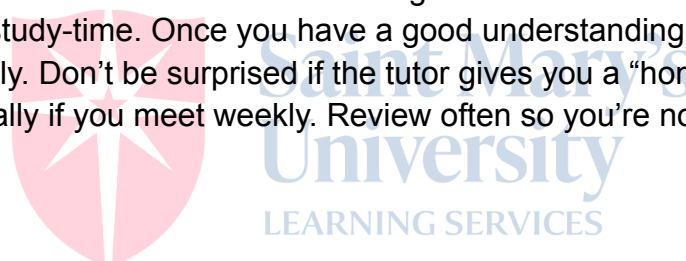 study-time. Once you have a good understanding
ly. Don't be surprised if the tutor gives you a “hor
ally if you meet weekly. Review often so you're no
Saint Mary's
University
LEARNING SERVICES